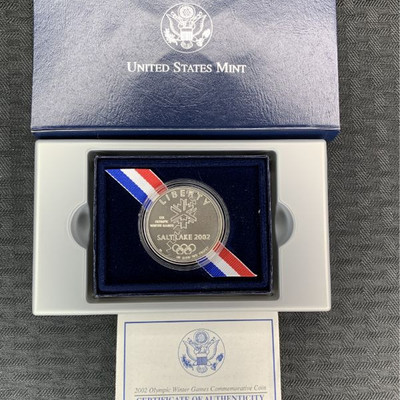 UNITED STATES MINT
LIBERTY
SALT LAKE 2002
2002 Olympic Winter Games Commemorative Coin
CERTIFICATE OF AUTHENTICITY